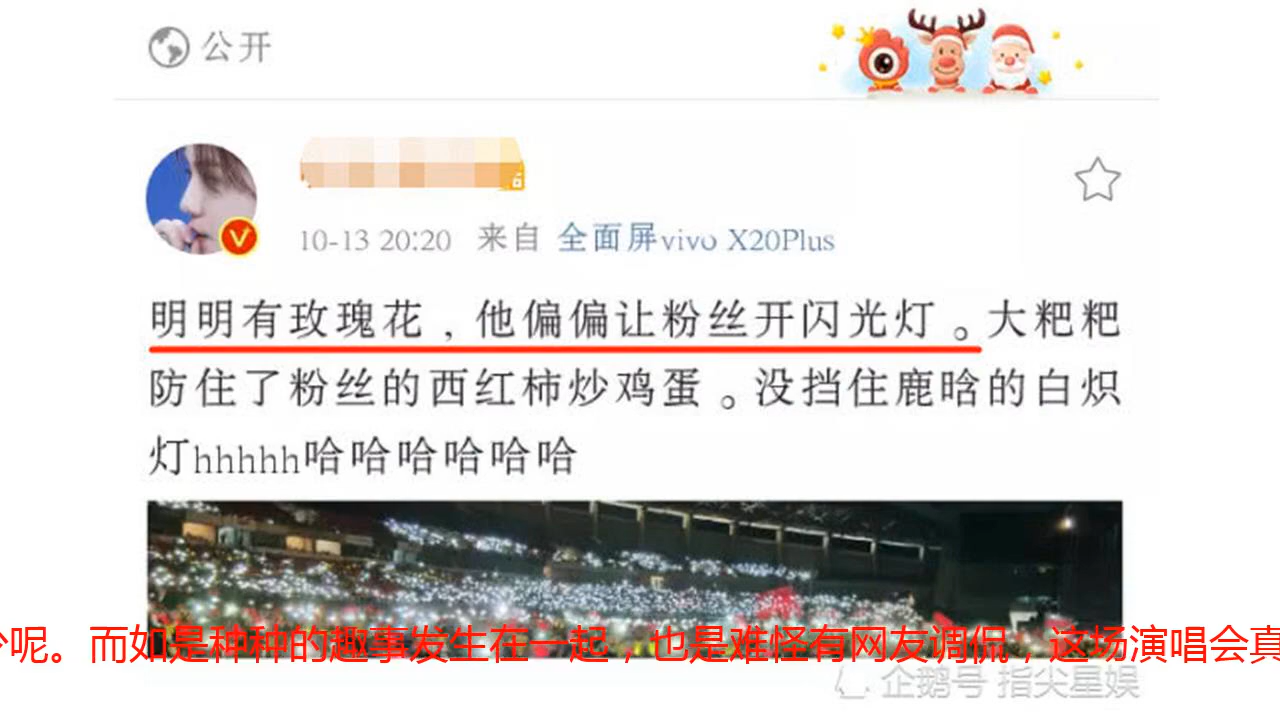 公开
10-13 20:20 来自 全面屏vivo X20Plus
明明有玫瑰花，他偏偏让粉丝开闪光灯。大粑粑
防住了粉丝的西红柿炒鸡蛋。没挡住鹿晗的白炽
灯hhhhh哈哈哈哈哈哈
呢。而如是种种的趣事发生在一起，也是难怪有网友调侃，这场演唱会真
企鹅号 指尖星娱